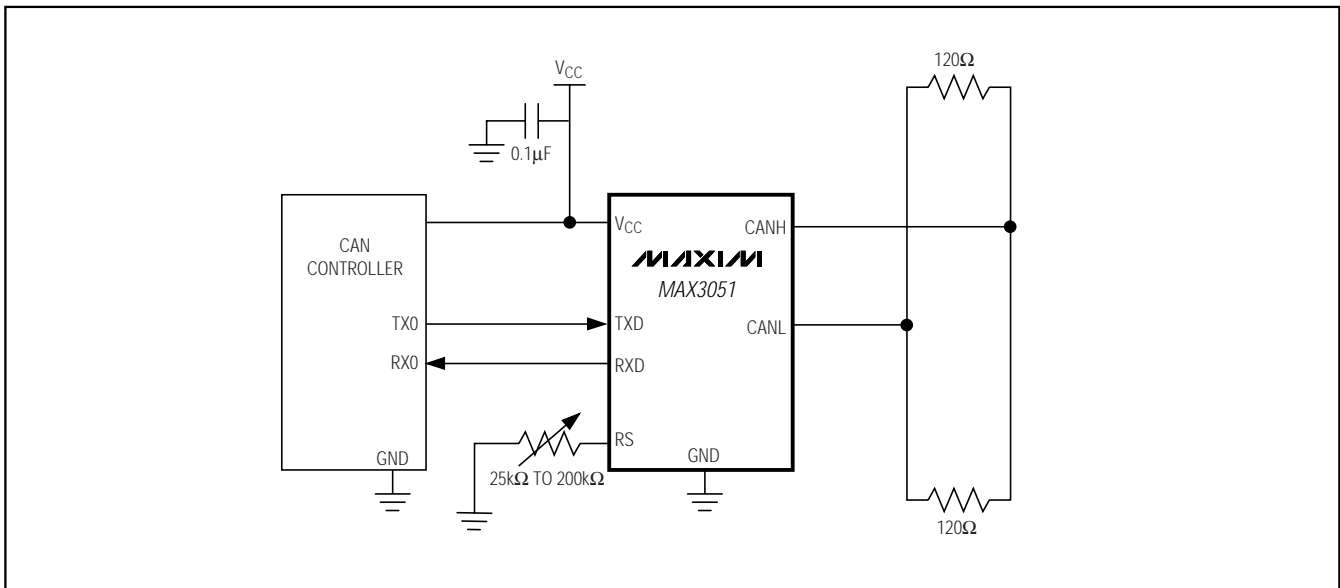 VCC
120Ω
0.1μF
CAN
CONTROLLER
TX0
RX0
GND
VCC
CANH
MAXIM
MAX3051
TXD
CANL
RXD
RS
GND
25kΩ TO 200kΩ
120Ω